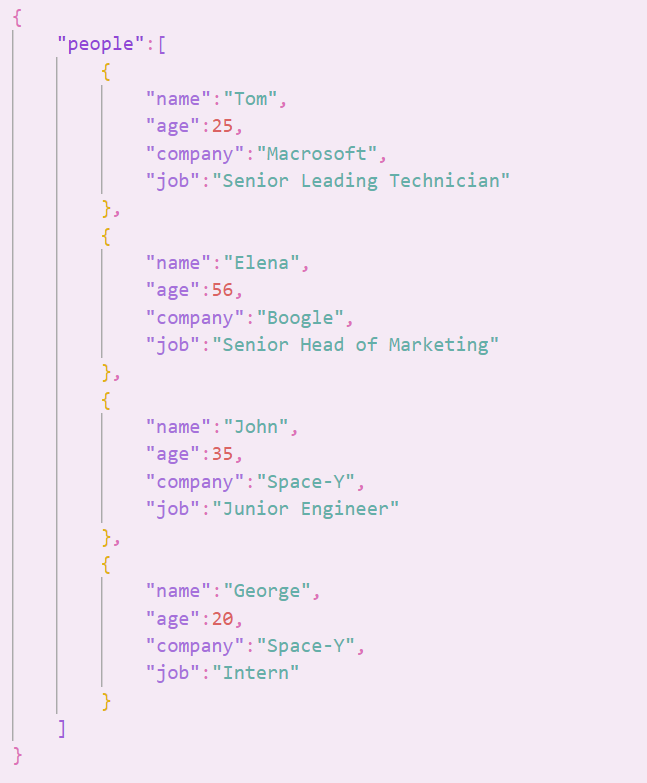 {
    "people":[
        {
            "name":"Tom",
            "age":25,
            "company":"Macrosoft",
            "job":"Senior Leading Technician"
        },
        {
            "name":"Elena",
            "age":56,
            "company":"Boogle",
            "job":"Senior Head of Marketing"
        },
        {
            "name":"John",
            "age":35,
            "company":"Space-Y",
            "job":"Junior Engineer"
        },
        {
            "name":"George",
            "age":20,
            "company":"Space-Y",
            "job":"Intern"
        }
    ]
}